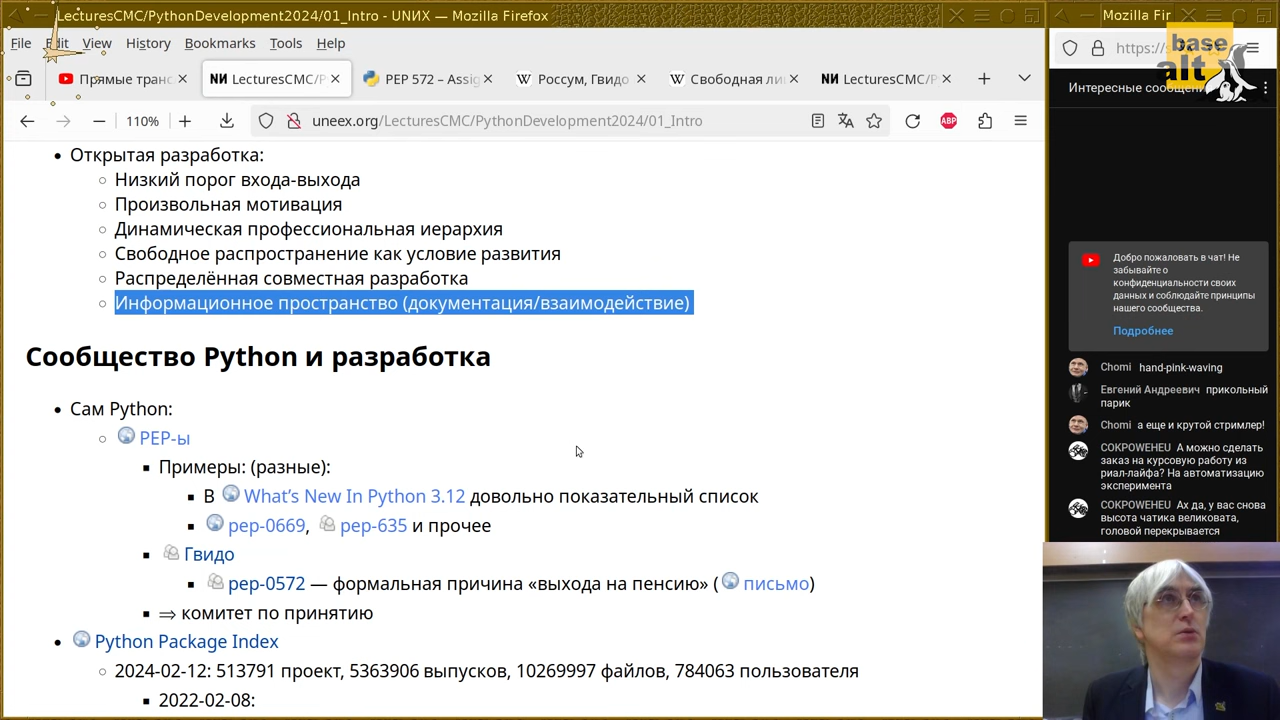 LecturesCMC/PythonDevelopment2024/01_Intro - UNИX — Mozilla Firefox
Mozilla Fir
File Edit View History Bookmarks Tools Help
base
alt
https://
Прямые тран
LecturesCMC/P
PEP 572 – Assig
Россум, Гвидо
Свободная ли
LecturesCMC/P
Интересные сообщен
110%
uneex.org/LecturesCMC/PythonDevelopment2024/01_Intro
ABP
Открытая разработка:
Низкий порог входа-выхода
Произвольная мотивация
Динамическая профессиональная иерархия
Свободное распространение как условие развития
Распределённая совместная разработка
Информационное пространство (документация/взаимодействие)
Сообщество Python и разработка
Сам Python:
PEP-ы
Примеры: (разные):
В What’s New In Python 3.12 довольно показательный список
pep-0669, pep-635 и прочее
Гвидо
pep-0572 — формальная причина «выхода на пенсию» (письмо)
⇒ комитет по принятию
Python Package Index
2024-02-12: 513791 проект, 5363906 выпусков, 10269997 файлов, 784063 пользователя
2022-02-08:
Добро пожаловать в чат! Не
забывайте о
конфиденциальности своих
данных и соблюдайте принципы
нашего сообщества.
Подробнее
Chomi hand-pink-waving
Евгений Андреевич прикольный
парик
Chomi а еще и крутой стример!
COKPOWEHEU А можно сделать
заказ на курсовую работу из
риал-лайфа? На автоматизацию
эксперимента
COKPOWEHEU Ах да, у вас снова
высота чатика великовата,
головой перекрывается